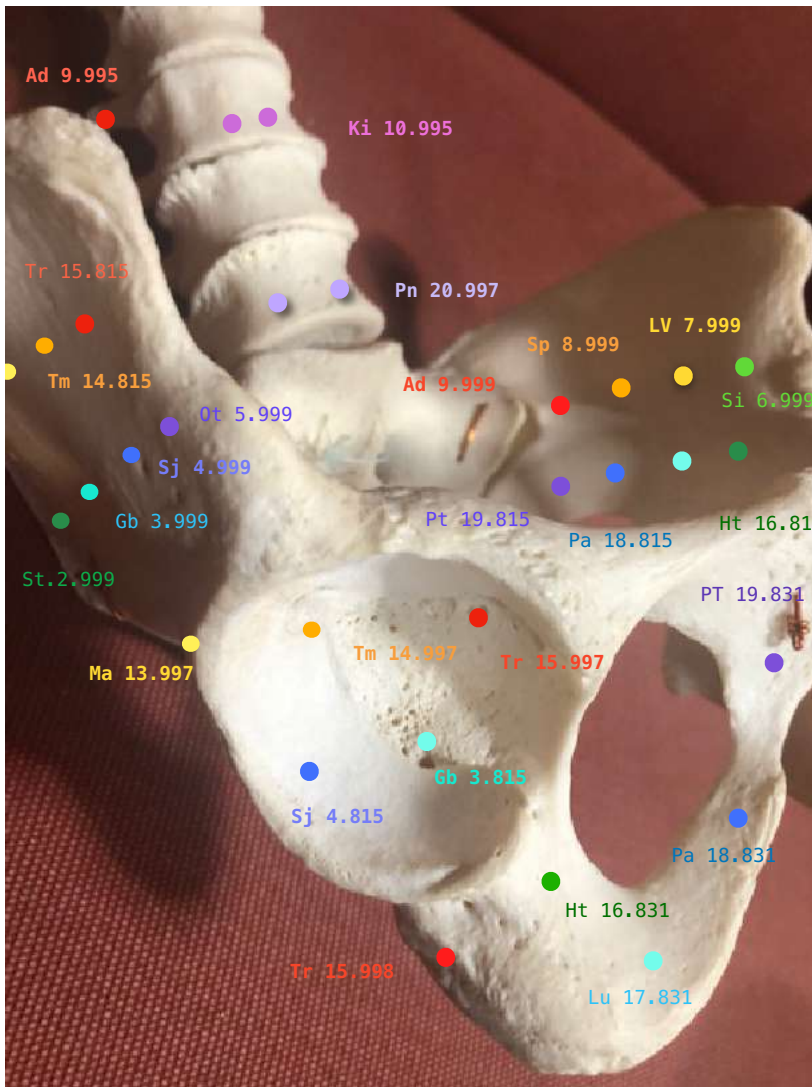 Ad 9.995
Ki 10.995
Tr 15.815
Pn 20.997
LV 7.999
Sp 8.999
Tm 14.815
Ad 9.999
Si 6.999
Ot 5.999
Sj 4.999
Gb 3.999
Pt 19.815
Ht 16.81
Pa 18.815
St.2.999
PT 19.831
Tm 14.997
Tr 15.997
Ma 13.997
Gb 3.815
Sj 4.815
Pa 18.831
Ht 16.831
Tr 15.998
Lu 17.831